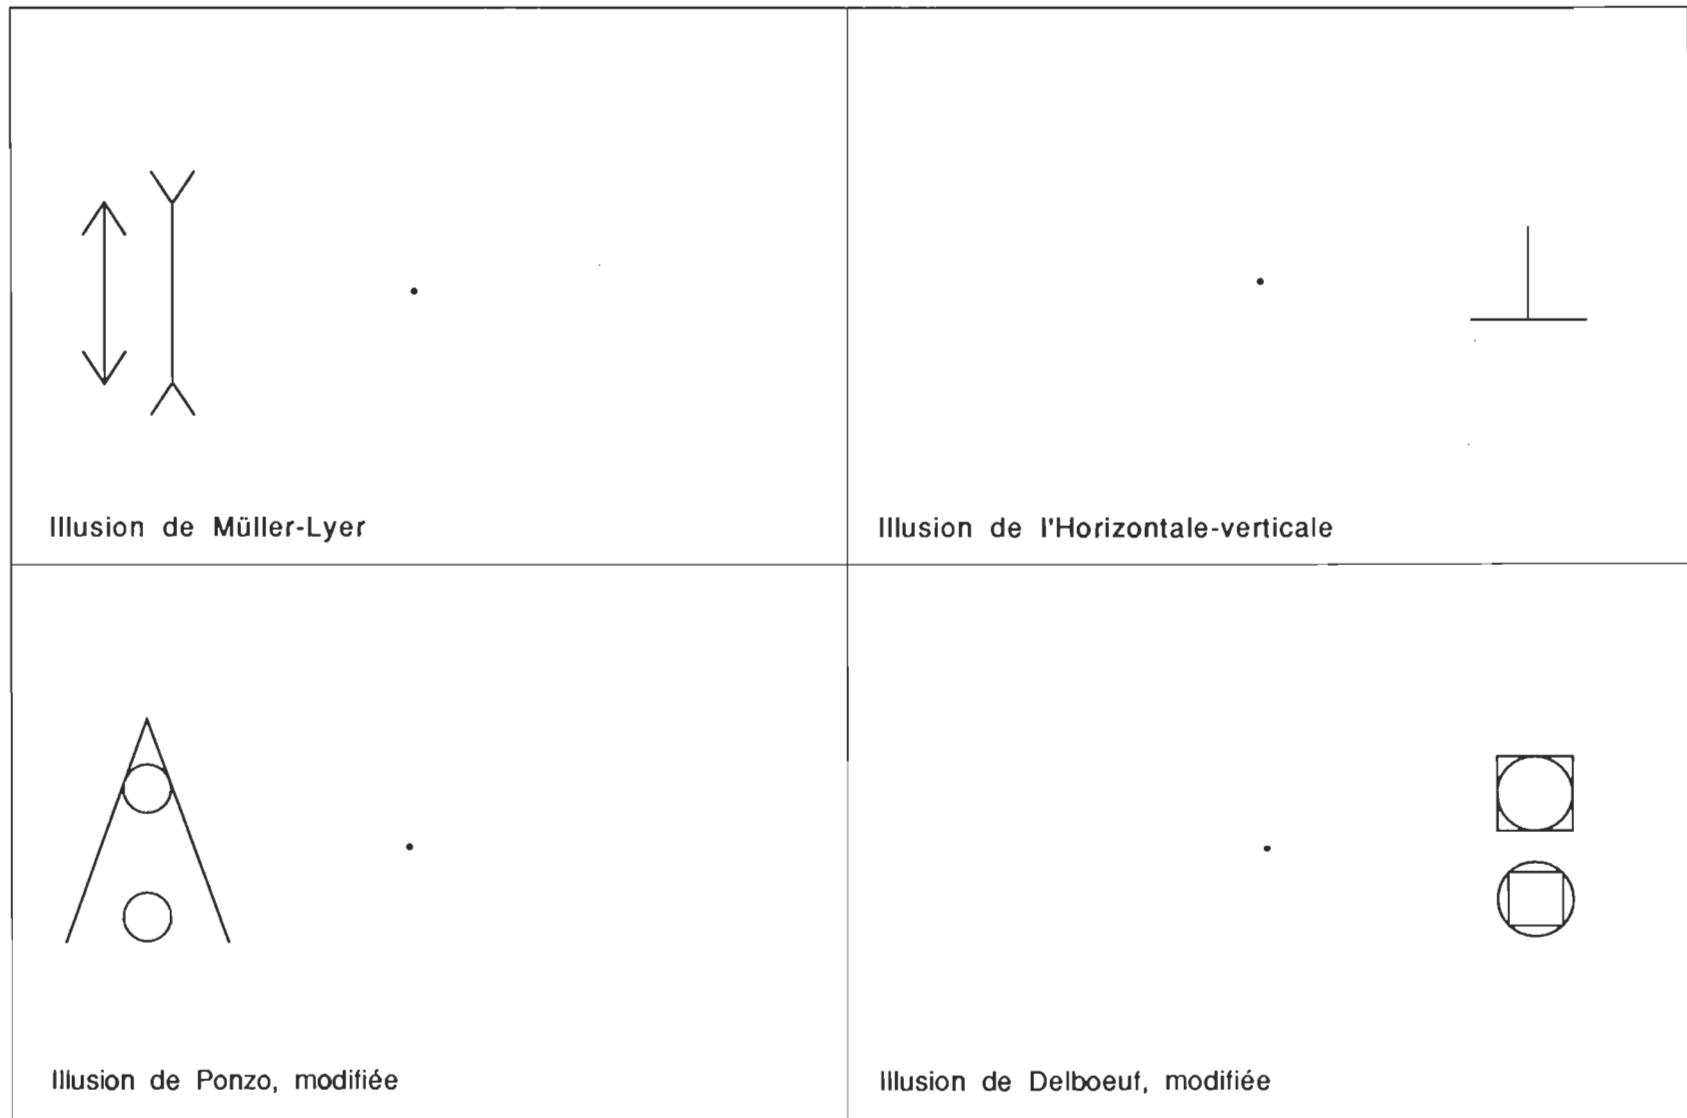 Illusion de Müller-Lyer
Illusion de l'Horizontale-verticale
Illusion de Ponzo, modifiée
Illusion de Delboeuf, modifiée